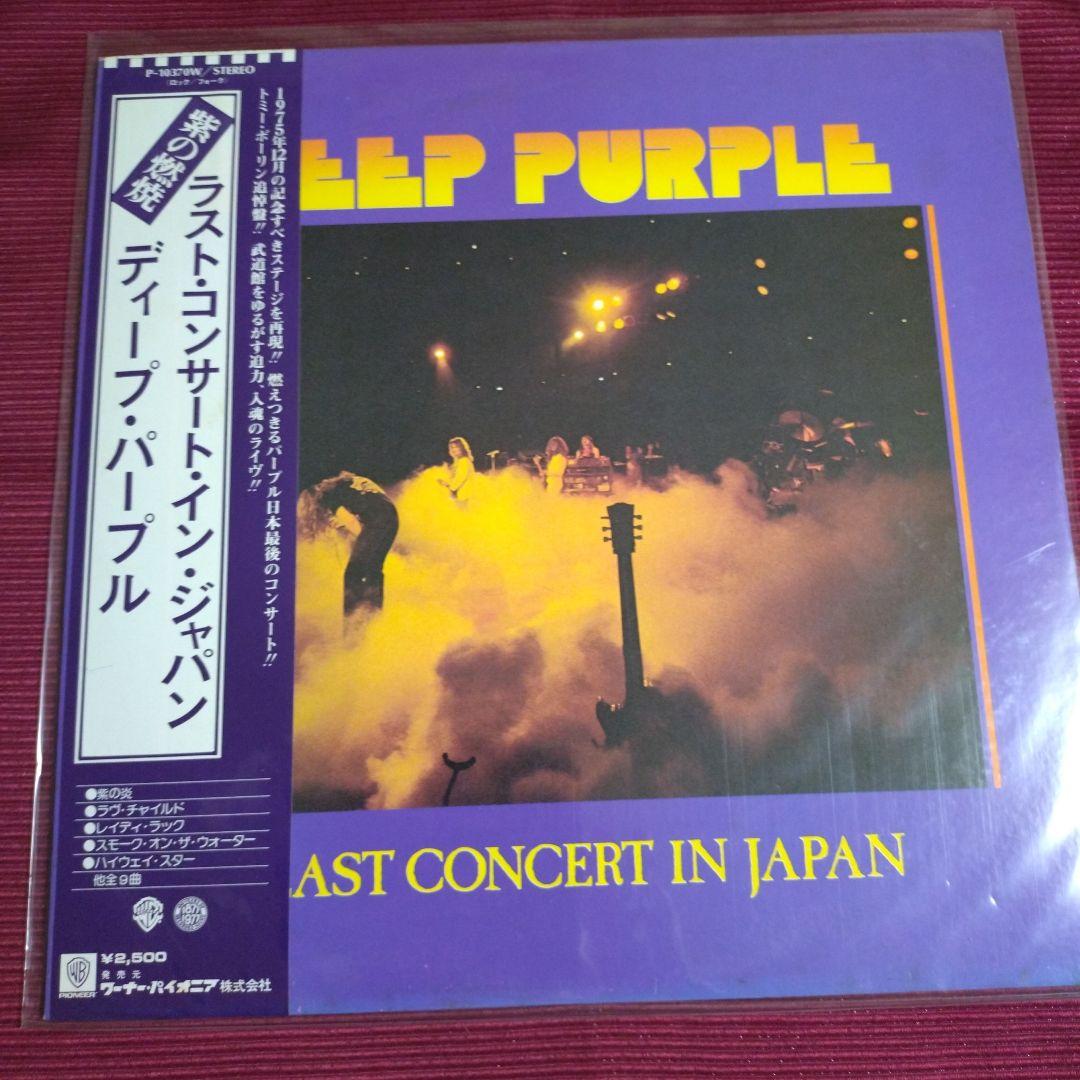 P-10370W/STEREO
(ロック/フォーク)
紫の燃焼
ラスト・コンサート・イン・ジャパン
ディープ・パープル
1975年12月の記念すべきステージを再現!! 燃えつきるパープル日本最後のコンサート!!
トミー・ボーリン追悼盤!! 武道館をゆるがす迫力、入魂のライヴ!!
EEP PURPLE
LAST CONCERT IN JAPAN
●紫の炎
●ラヴ・チャイルド
●レイディ・ラック
●スモーク・オン・ザ・ウォーター
●ハイウェイ・スター
他全9曲
1877
1977
¥2,500
発売元
ワーナー・パイオニア株式会社
WB
PIONEER